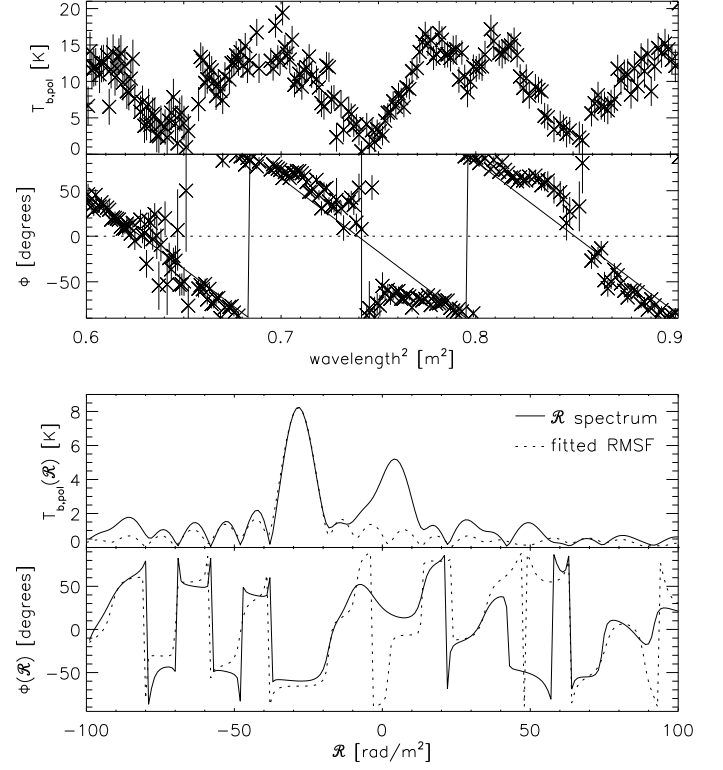 20
15
10
5
0
T_b,pol [K]
50
0
−50
Φ [degrees]
0.6 0.7 0.8 0.9
wavelength² [m²]
8
6
4
2
0
T_b,pol(ℛ) [K]
ℛ spectrum
fitted RMSF
50
0
−50
Φ(ℛ) [degrees]
−100 −50 0 50 100
ℛ [rad/m²]